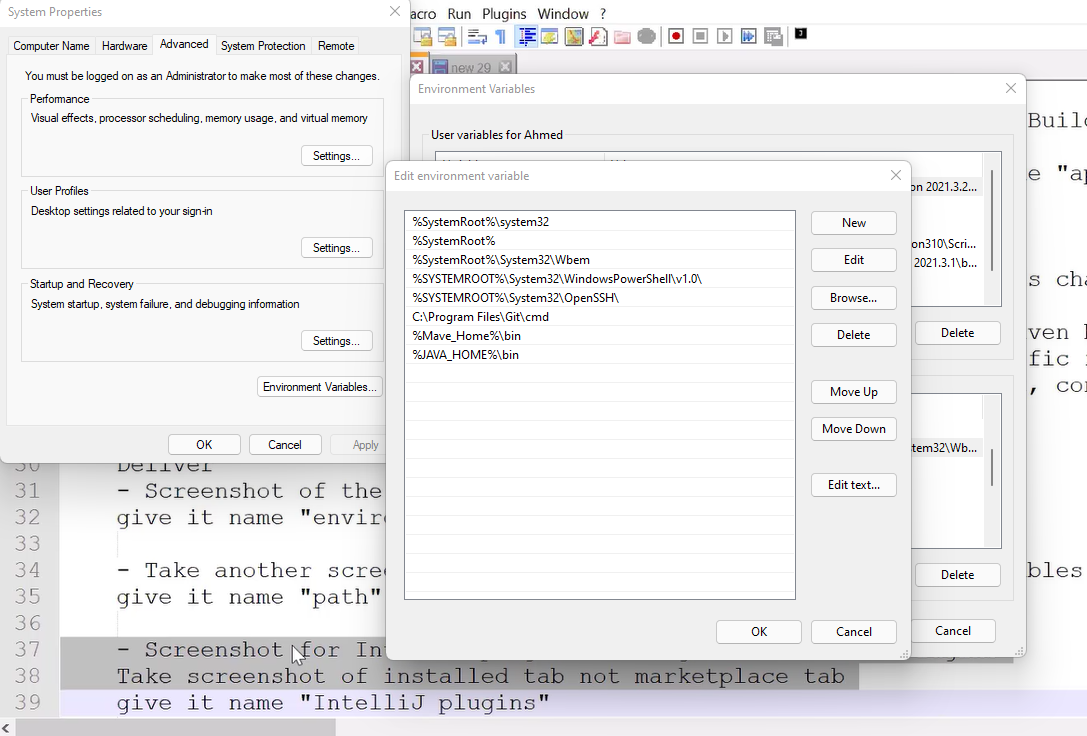 System Properties
acro Run Plugins Window ?
Computer Name Hardware Advanced System Protection Remote
new 29
You must be logged on as an Administrator to make most of these changes.
Performance
Visual effects, processor scheduling, memory usage, and virtual memory
Settings...
User Profiles
Desktop settings related to your sign-in
Settings...
Startup and Recovery
System startup, system failure, and debugging information
Settings...
Environment Variables...
OK Cancel Apply
Environment Variables
User variables for Ahmed
on 2021.3.2...
on310\Scri...
2021.3.1\b...
Delete
tem32\Wb...
Delete
Cancel
Edit environment variable
%SystemRoot%\system32
%SystemRoot%
%SystemRoot%\System32\Wbem
%SYSTEMROOT%\System32\WindowsPowerShell\v1.0\
%SYSTEMROOT%\System32\OpenSSH\
C:\Program Files\Git\cmd
%Mave_Home%\bin
%JAVA_HOME%\bin
New
Edit
Browse...
Delete
Move Up
Move Down
Edit text...
OK Cancel
Buil
e "ap
s cha
ven
fic
, con
30 Deliver
31 - Screenshot of the
32 give it name "enviro
33
34 - Take another scree bles
35 give it name "path"
36
37 - Screenshot for Int
38 Take screenshot of installed tab not marketplace tab
39 give it name "IntelliJ plugins"